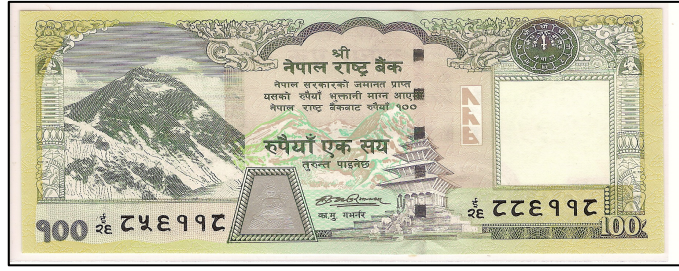 श्री
नेपाल राष्ट्र बैंक
नेपाल सरकारको जमानत प्राप्त
यसको रुपैयाँ भुक्तानी माग्न आए
नेपाल राष्ट्र बैंकबाट रुपैयाँ १००
रुपैयाँ एक सय
तुरुन्त पाइनेछ
का.मु. गभर्नर
१०० २६ ८५६११८
२६ ८८६११८
100